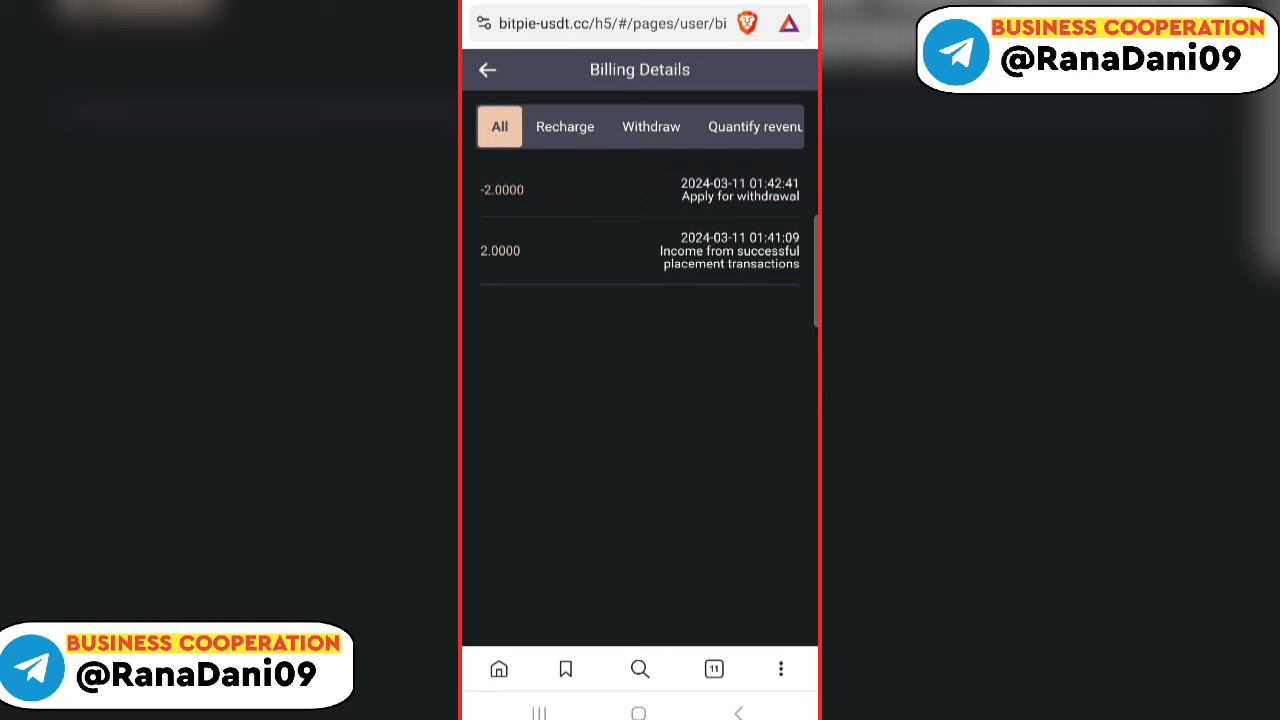 bitpie-usdt.cc/h5/#/pages/user/bi
BUSINESS COOPERATION
@RanaDani09
Billing Details
All Recharge Withdraw Quantify revenu
-2.0000 2024-03-11 01:42:41
Apply for withdrawal
2024-03-11 01:41:09
2.0000 Income from successful
placement transactions
BUSINESS COOPERATION
@RanaDani09
11